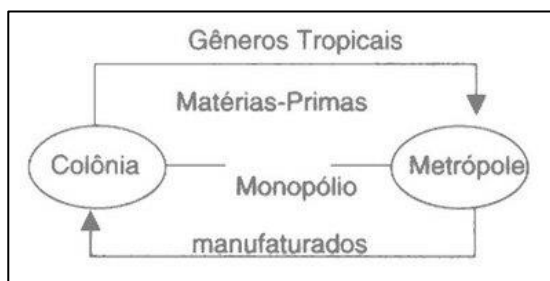 Gêneros Tropicais
Matérias-Primas
Colônia
Metrópole
Monopólio
manufaturados